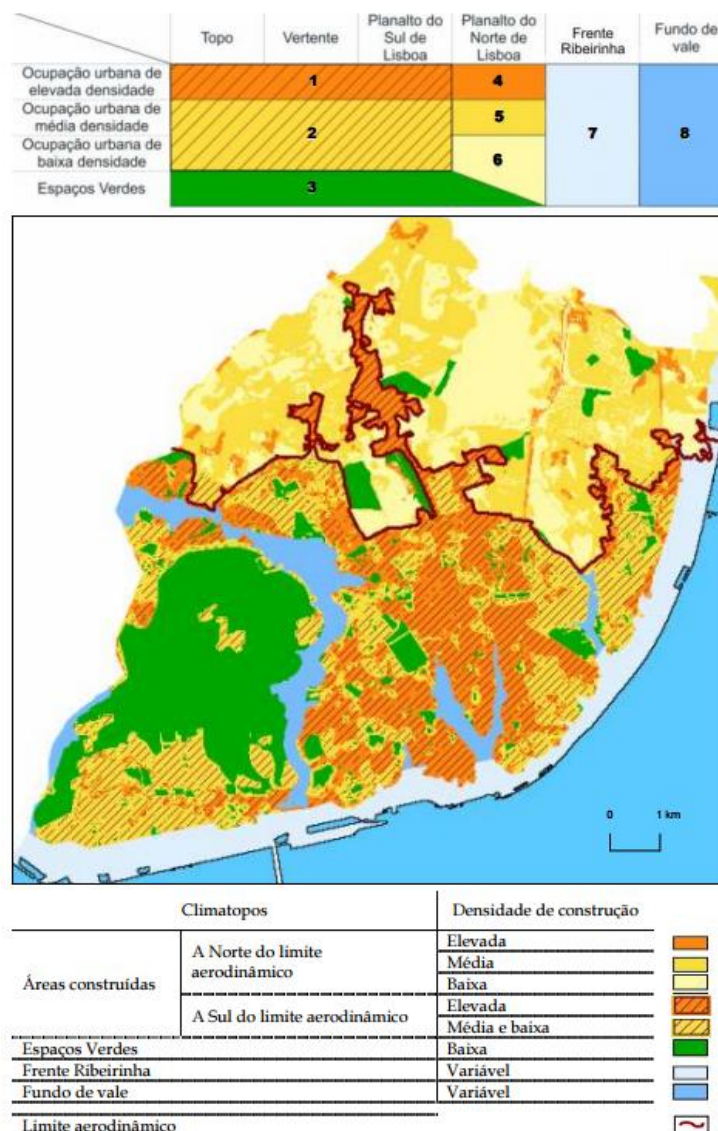 Topo
Vertente
Planalto do
Sul de
Lisboa
Planalto do
Norte de
Lisboa
Frente
Ribeirinha
Fundo de
vale
Ocupação urbana de
elevada densidade
1
4
Ocupação urbana de
média densidade
2
5
7
8
Ocupação urbana de
baixa densidade
6
Espaços Verdes
3
0 1 km
Climatopos
Densidade de construção
Áreas construídas
A Norte do limite
aerodinâmico
Elevada
Média
Baixa
A Sul do limite aerodinâmico
Elevada
Média e baixa
Espaços Verdes
Baixa
Frente Ribeirinha
Variável
Fundo de vale
Variável
Limite aerodinâmico